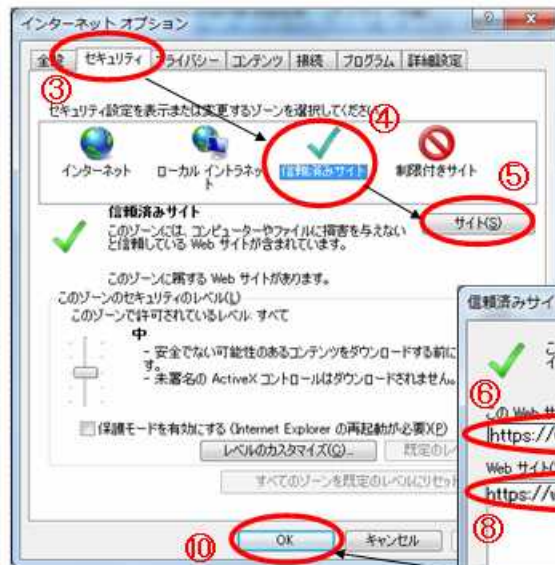 インターネット オプション
全般 セキュリティ プライバシー コンテンツ 接続 プログラム 詳細設定
③
セキュリティ設定を表示または変更するゾーンを選択してください。
④
インターネット ローカル イントラネット 信頼済みサイト 制限付きサイト
⑤
サイト(S)
信頼済みサイト
このゾーンには、コンピューターやファイルに損害を与えない
と信頼している Web サイトが含まれています。
このゾーンに属する Web サイトがあります。
このゾーンのセキュリティのレベル(L)
このゾーンで許可されているレベル: すべて
中
- 安全でない可能性のあるコンテンツをダウンロードする前に
す。
- 未署名の ActiveX コントロールはダウンロードされません。
保護モードを有効にする (Internet Explorer の再起動が必要)(P)
レベルのカスタマイズ(C)... 既定のレベ
すべてのゾーンを既定のレベルにリセット
⑩
OK キャンセル
信頼済みサイ
⑥
この Web サ
https://
Web サイト(
https://w
⑧